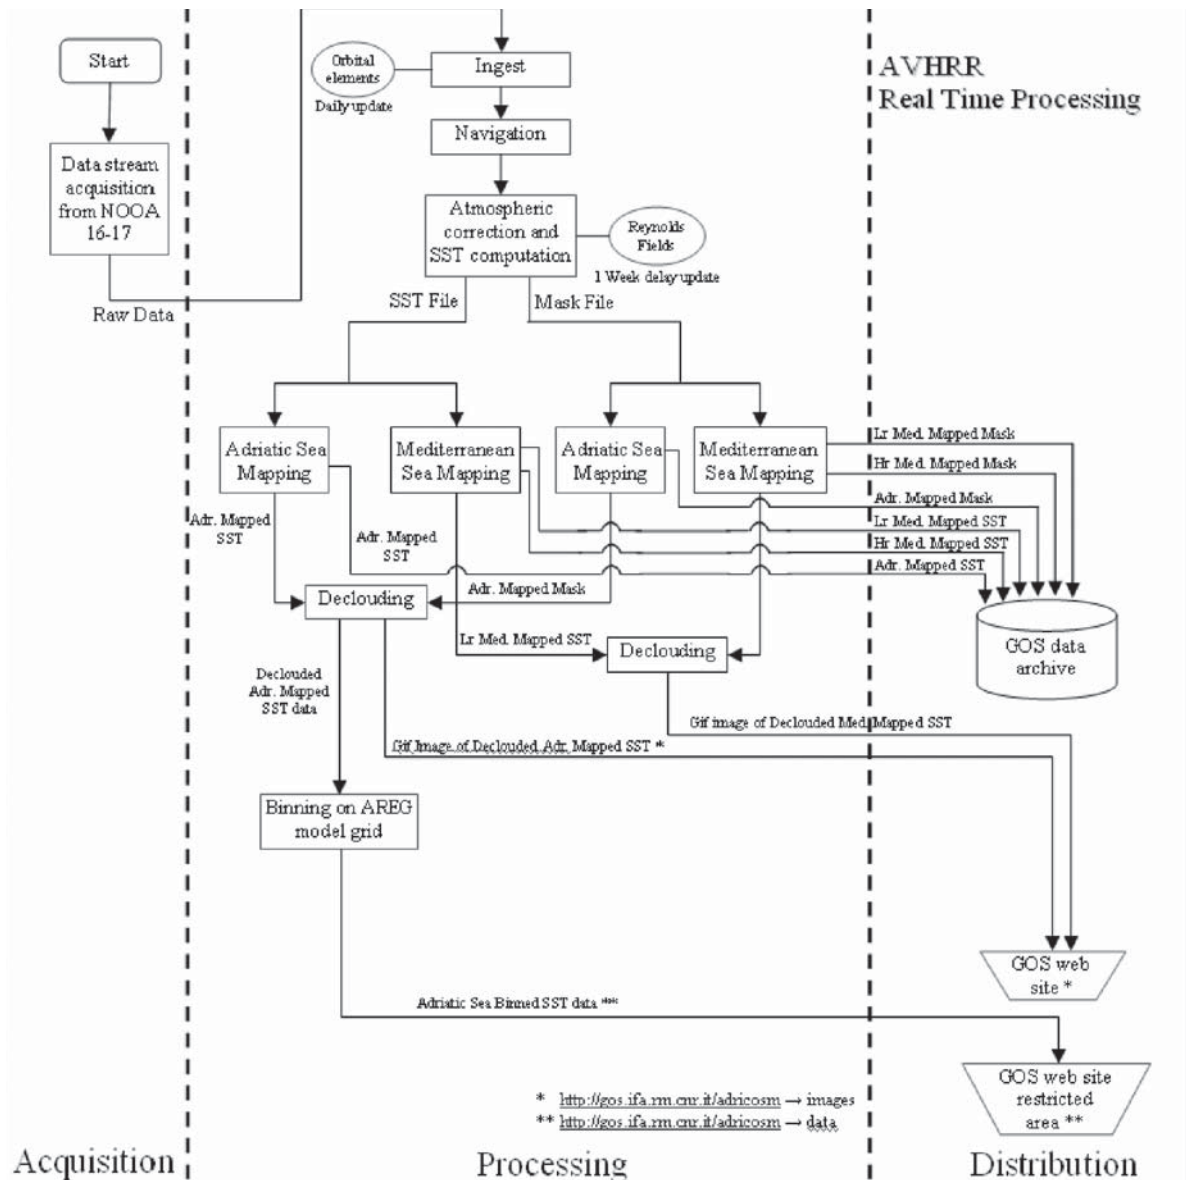 Start
Data stream
acquisition
from NOOA
16-17
Raw Data
Orbital
elements
Daily update
Ingest
Navigation
Atmospheric
correction and
SST computation
Reynolds
Fields
1 Week delay update
SST File
Mask File
AVHRR
Real Time Processing
Adriatic Sea
Mapping
Mediterranean
Sea Mapping
Adriatic Sea
Mapping
Mediterranean
Sea Mapping
Lr Med. Mapped Mask
Hr Med. Mapped Mask
Adr. Mapped Mask
Lr Med. Mapped SST
Hr Med. Mapped SST
Adr. Mapped SST
Adr. Mapped
SST
Adr. Mapped
SST
Declouding
Adr. Mapped Mask
Lr Med. Mapped SST
Declouding
GOS data
archive
Declouded
Adr. Mapped
SST data
Gif image of Declouded Med. Mapped SST
Gif Image of Declouded Adr. Mapped SST *
Binning on AREG
model grid
GOS web
site *
Adriatic Sea Binned SST data **
GOS web site
restricted
area **
* http://gos.ifa.rm.cnr.it/adricosm → images
** http://gos.ifa.rm.cnr.it/adricosm → data
Acquisition
Processing
Distribution